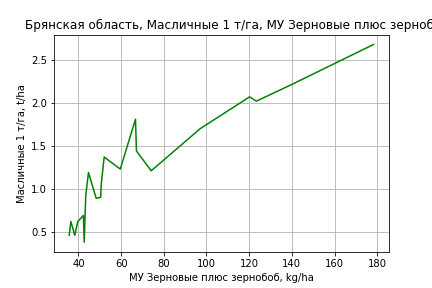 Брянская область, Масличные 1 т/га, МУ Зерновые плюс зерноб
2.5
2.0
1.5
1.0
0.5
Масличные 1 т/га, t/ha
40 60 80 100 120 140 160 180
МУ Зерновые плюс зернобоб, kg/ha